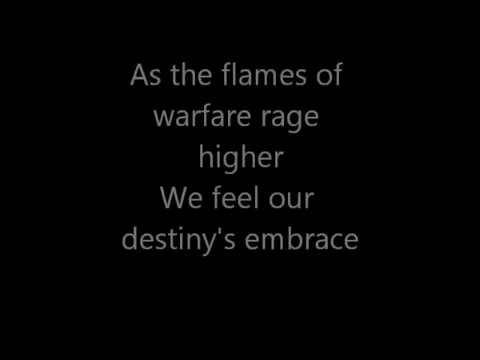 As the flames of
warfare rage
higher
We feel our
destiny's embrace